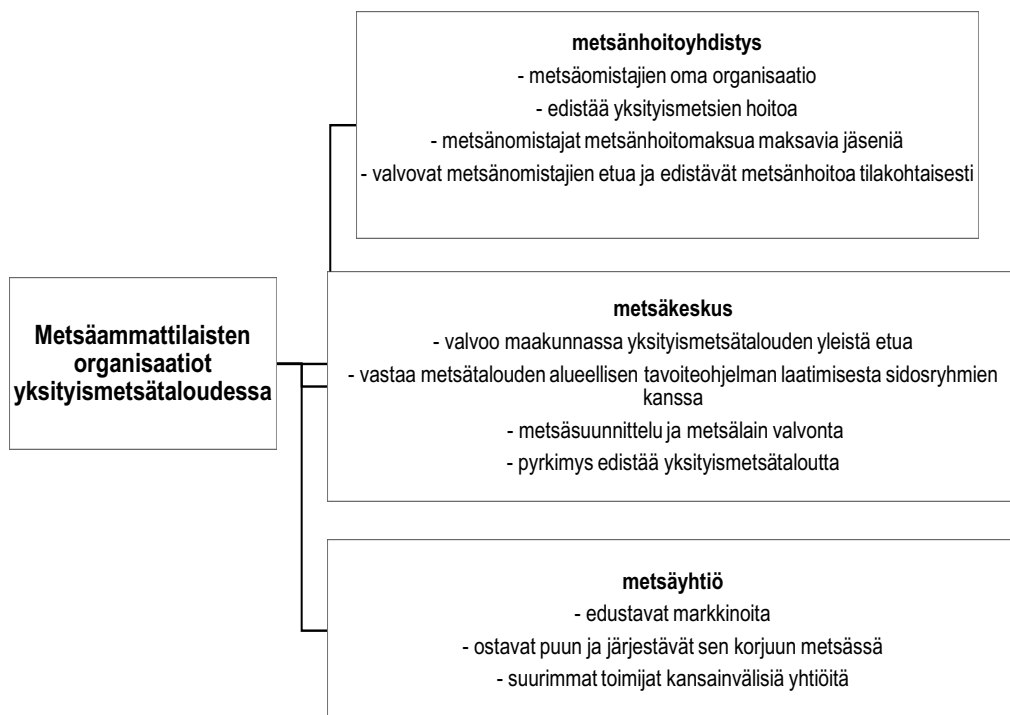 metsänhoitoyhdistys
- metsäomistajien oma organisaatio
- edistää yksityismetsien hoitoa
- metsänomistajat metsänhoitomaksua maksavia jäseniä
- valvovat metsänomistajien etua ja edistävät metsänhoitoa tilakohtaisesti
Metsäammattilaisten
organisaatiot
yksityismetsätaloudessa
metsäkeskus
- valvoo maakunnassa yksityismetsätalouden yleistä etua
- vastaa metsätalouden alueellisen tavoiteohjelman laatimisesta sidosryhmien
kanssa
- metsäsuunnittelu ja metsälain valvonta
- pyrkimys edistää yksityismetsätaloutta
metsäyhtiö
- edustavat markkinoita
- ostavat puun ja järjestävät sen korjuun metsässä
- suurimmat toimijat kansainvälisiä yhtiöitä